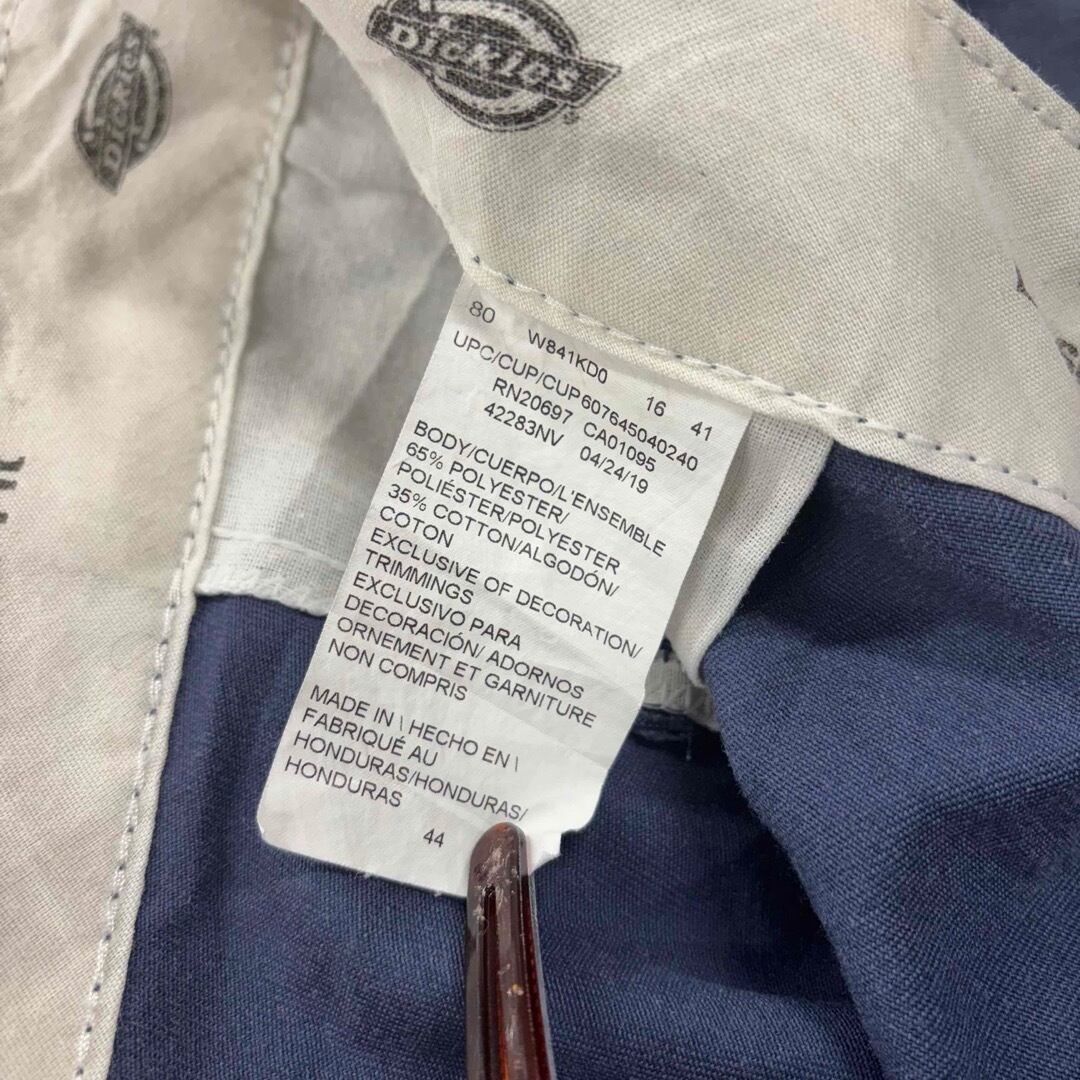 DICKIES
DICKIES
80 W841KD0 16 41
UPC/CUP/CUP607645040240
RN20697 CA01095
42283NV 04/24/19
BODY/CUERPO/L'ENSEMBLE
65% POLYESTER/
POLIÉSTER/POLYESTER
35% COTTON/ALGODÓN/
COTON
EXCLUSIVE OF DECORATION/
TRIMMINGS
EXCLUSIVO PARA
DECORACIÓN/ ADORNOS
ORNEMENT ET GARNITURE
NON COMPRIS
MADE IN \ HECHO EN \
FABRIQUÉ AU
HONDURAS/HONDURAS/
HONDURAS
44